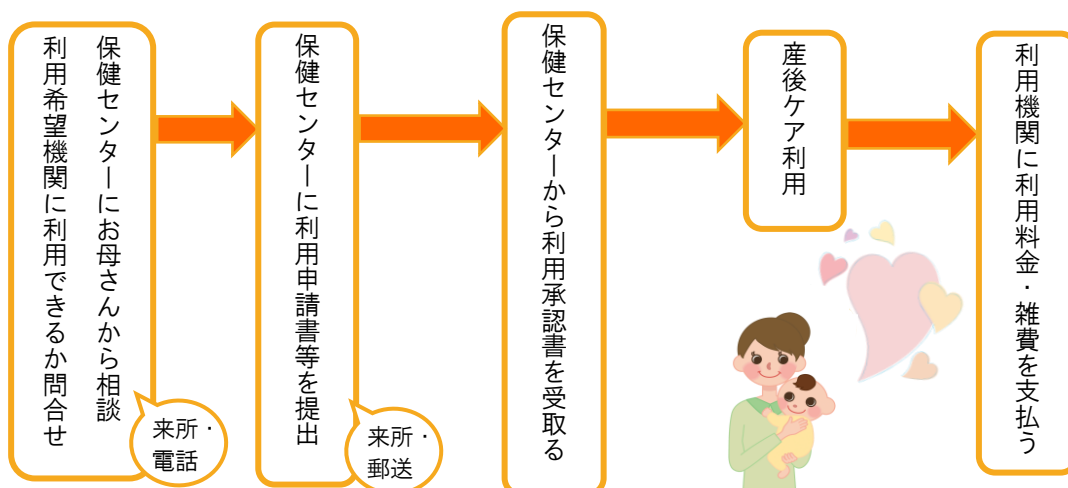 保健センターにお母さんから相談
利用希望機関に利用できるか問合せ
来所・
電話
保健センターに利用申請書等を提出
来所・
郵送
保健センターから利用承認書を受取る
産後ケア利用
利用機関に利用料金・雑費を支払う